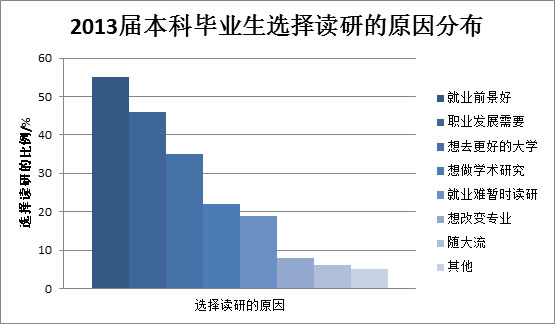 2013届本科毕业生选择读研的原因分布
选择读研的比例/%
60
50
40
30
20
10
0
选择读研的原因
就业前景好
职业发展需要
想去更好的大学
想做学术研究
就业难暂时读研
想改变专业
随大流
其他